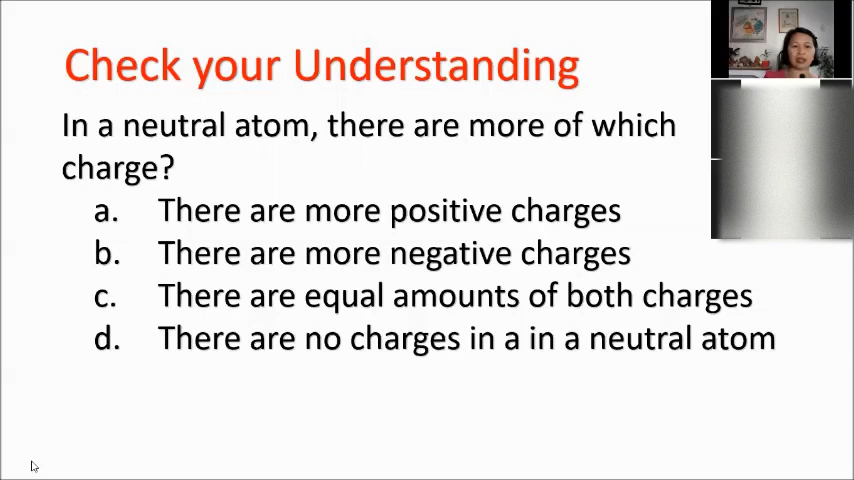 Check your Understanding
In a neutral atom, there are more of which
charge?
a. There are more positive charges
b. There are more negative charges
c. There are equal amounts of both charges
d. There are no charges in a in a neutral atom